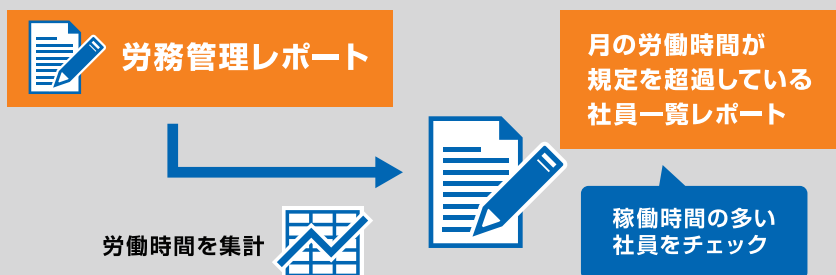 労務管理レポート
月の労働時間が
規定を超過している
社員一覧レポート
労働時間を集計
稼働時間の多い
社員をチェック